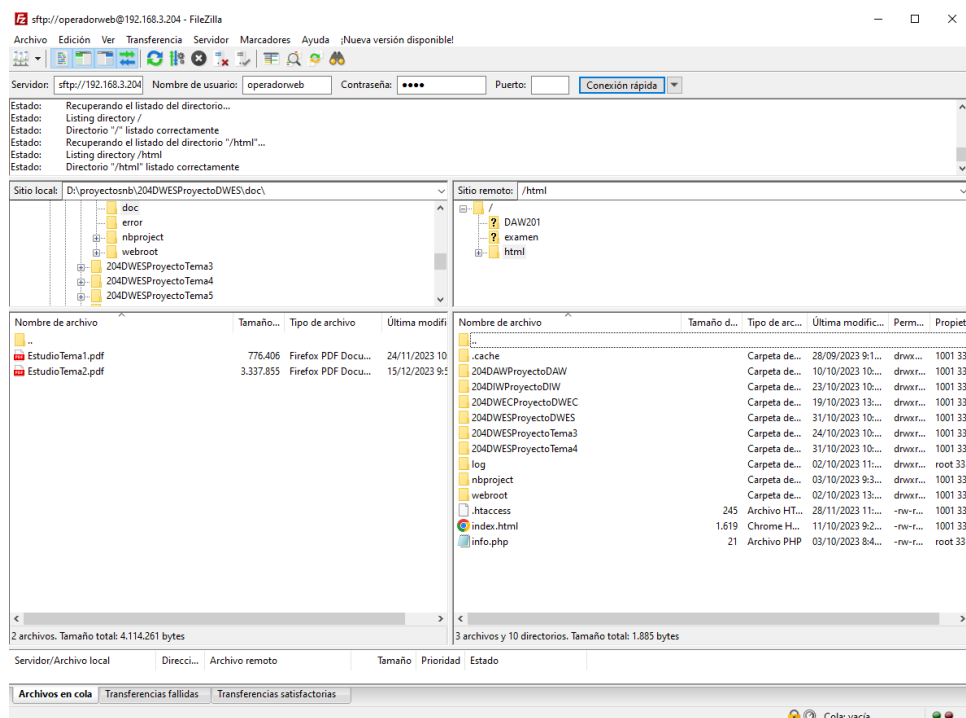 sftp://operadorweb@192.168.3.204 - FileZilla
Archivo Edición Ver Transferencia Servidor Marcadores Ayuda ¡Nueva versión disponible!
Servidor: sftp://192.168.3.204 Nombre de usuario: operadorweb Contraseña: ●●●● Puerto: Conexión rápida
Estado: Recuperando el listado del directorio...
Estado: Listing directory /
Estado: Directorio "/" listado correctamente
Estado: Recuperando el listado del directorio "/html"...
Estado: Listing directory /html
Estado: Directorio "/html" listado correctamente
Sitio local: D:\proyectosnb\204DWESProyectoDWES\doc\
doc
error
nbproject
webroot
204DWESProyectoTema3
204DWESProyectoTema4
204DWESProyectoTema5
Sitio remoto: /html
/
DAW201
examen
html
Nombre de archivo Tamaño... Tipo de archivo Última modifi
..
EstudioTema1.pdf 776.406 Firefox PDF Docu... 24/11/2023 10
EstudioTema2.pdf 3.337.855 Firefox PDF Docu... 15/12/2023 9:5
2 archivos. Tamaño total: 4.114.261 bytes
Nombre de archivo Tamaño d... Tipo de arc... Última modific... Perm... Propiet
..
.cache Carpeta de... 28/09/2023 9:1... drwx... 1001 33
204DAWProyectoDAW Carpeta de... 10/10/2023 10:... drwxr... 1001 33
204DIWProyectoDIW Carpeta de... 23/10/2023 10:... drwxr... 1001 33
204DWECProyectoDWEC Carpeta de... 19/10/2023 13:... drwxr... 1001 33
204DWESProyectoDWES Carpeta de... 31/10/2023 10:... drwxr... 1001 33
204DWESProyectoTema3 Carpeta de... 24/10/2023 10:... drwxr... 1001 33
204DWESProyectoTema4 Carpeta de... 31/10/2023 10:... drwxr... 1001 33
log Carpeta de... 02/10/2023 11:... drwxr... root 33
nbproject Carpeta de... 03/10/2023 9:3... drwxr... 1001 33
webroot Carpeta de... 02/10/2023 13:... drwxr... 1001 33
.htaccess 245 Archivo HT... 28/11/2023 11:... -rw-r... 1001 33
index.html 1.619 Chrome H... 11/10/2023 9:2... -rw-r... 1001 33
info.php 21 Archivo PHP 03/10/2023 8:4... -rw-r... root 33
3 archivos y 10 directorios. Tamaño total: 1.885 bytes
Servidor/Archivo local Direcci... Archivo remoto Tamaño Prioridad Estado
Archivos en cola Transferencias fallidas Transferencias satisfactorias
Cola: vacía